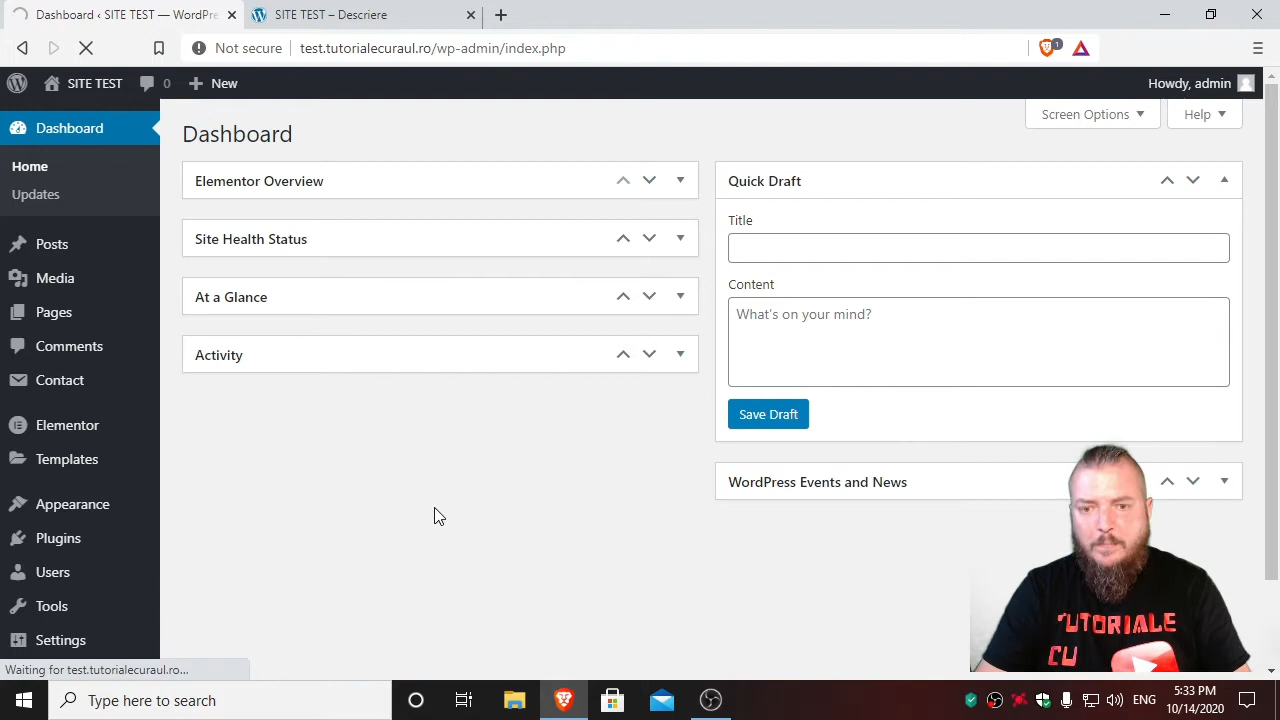 Dashboard ‹ SITE TEST — WordPre
SITE TEST – Descriere
Not secure
test.tutorialecuraul.ro/wp-admin/index.php
1
SITE TEST
0
New
Howdy, admin
Dashboard
Home
Updates
Posts
Media
Pages
Comments
Contact
Elementor
Templates
Appearance
Plugins
Users
Tools
Settings
Screen Options
Help
Dashboard
Elementor Overview
Site Health Status
At a Glance
Activity
Quick Draft
Title
Content
What's on your mind?
Save Draft
WordPress Events and News
TUTORIALE
CU
Waiting for test.tutorialecuraul.ro...
Type here to search
ENG
5:33 PM
10/14/2020